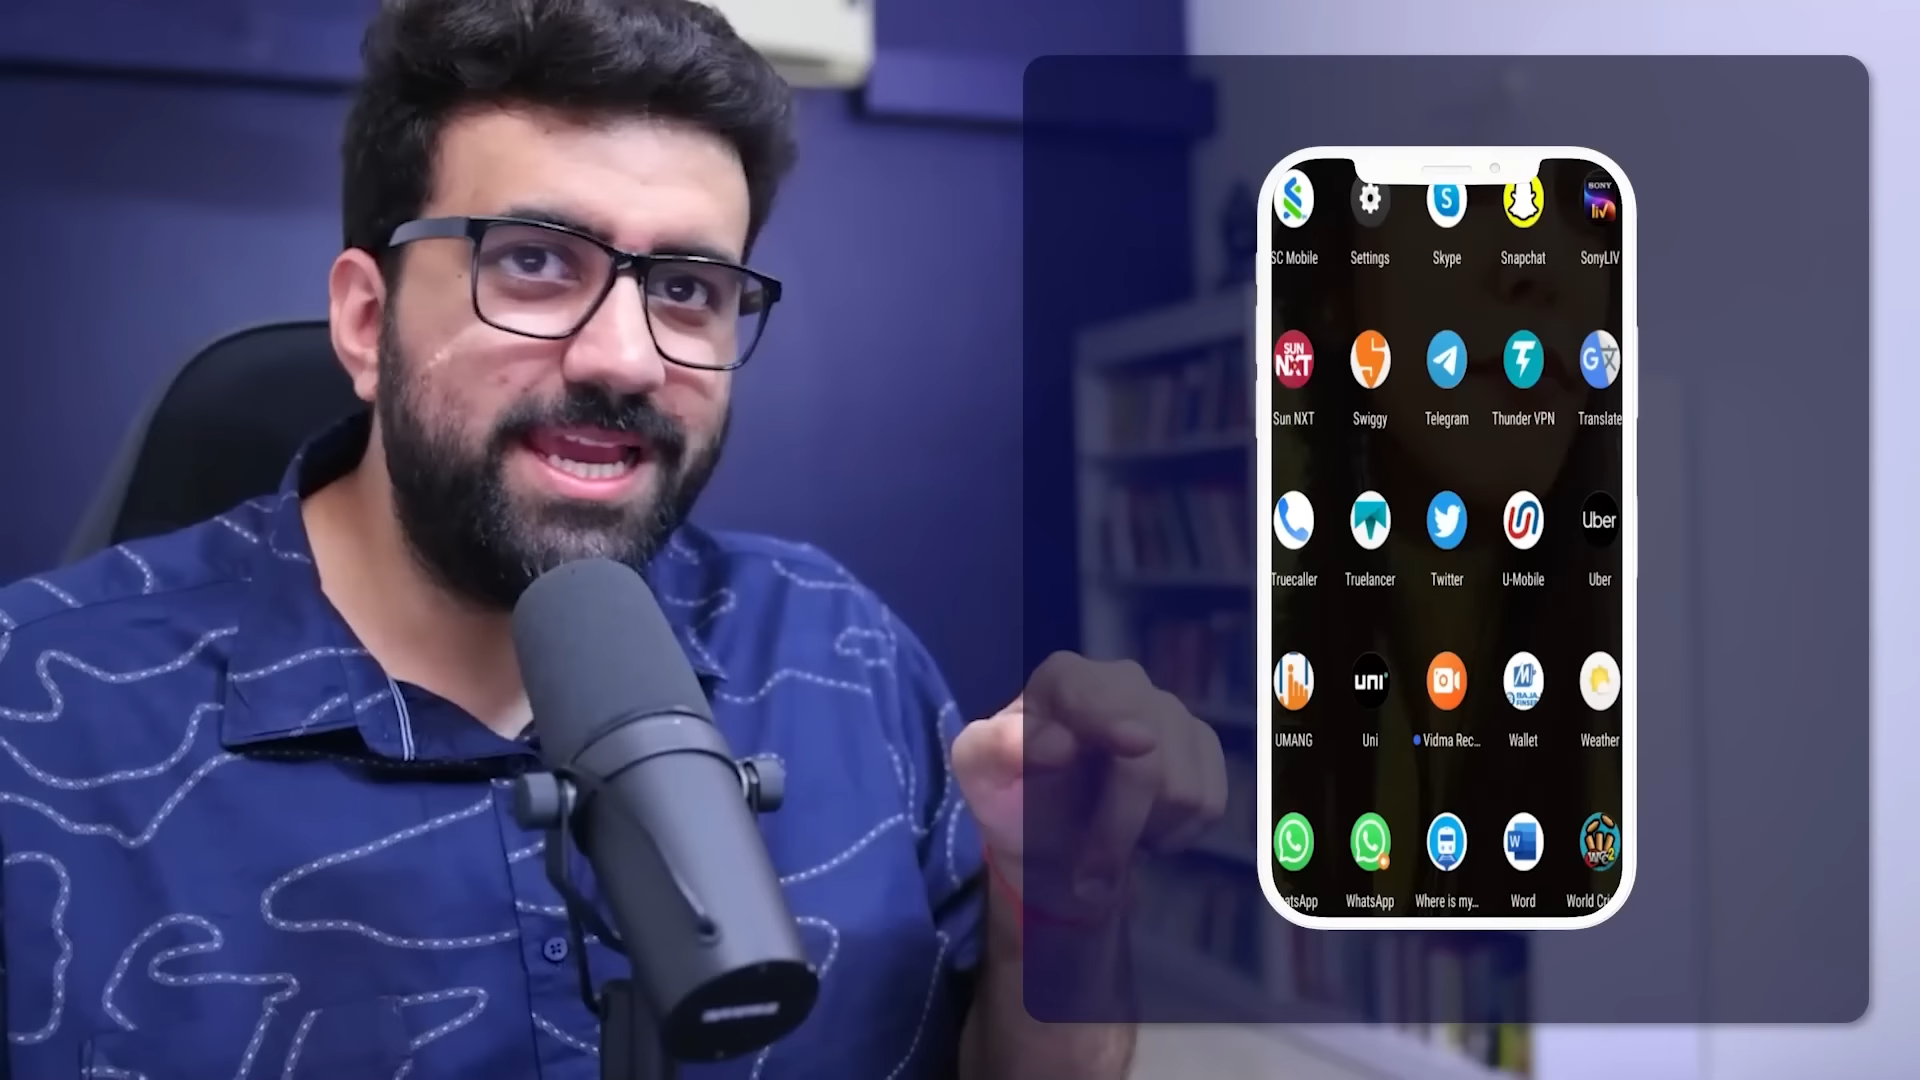 SONY
liv
S
SC Mobile Settings Skype Snapchat SonyLIV
SUN
NXT
G
Sun NXT Swiggy Telegram Thunder VPN Translate
Uber
Truecaller Truelancer Twitter U-Mobile Uber
uni
UMANG Uni Vidma Rec... Wallet Weather
W
atsApp WhatsApp Where is my... Word World Cri